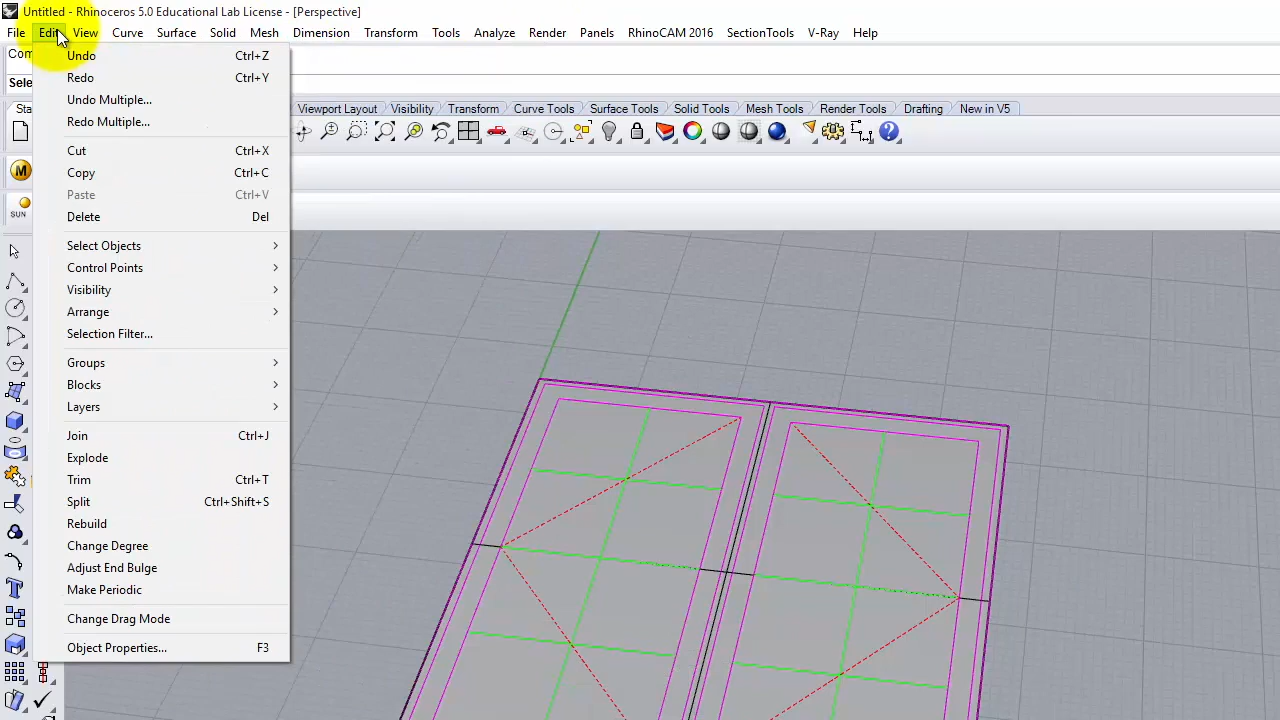 Untitled - Rhinoceros 5.0 Educational Lab License - [Perspective]
File Edit View Curve Surface Solid Mesh Dimension Transform Tools Analyze Render Panels RhinoCAM 2016 SectionTools V-Ray Help
Com
Sele
Sta Viewport Layout Visibility Transform Curve Tools Surface Tools Solid Tools Mesh Tools Render Tools Drafting New in V5
M
SUN
Undo Ctrl+Z
Redo Ctrl+Y
Undo Multiple...
Redo Multiple...
Cut Ctrl+X
Copy Ctrl+C
Paste Ctrl+V
Delete Del
Select Objects
Control Points
Visibility
Arrange
Selection Filter...
Groups
Blocks
Layers
Join Ctrl+J
Explode
Trim Ctrl+T
Split Ctrl+Shift+S
Rebuild
Change Degree
Adjust End Bulge
Make Periodic
Change Drag Mode
Object Properties... F3